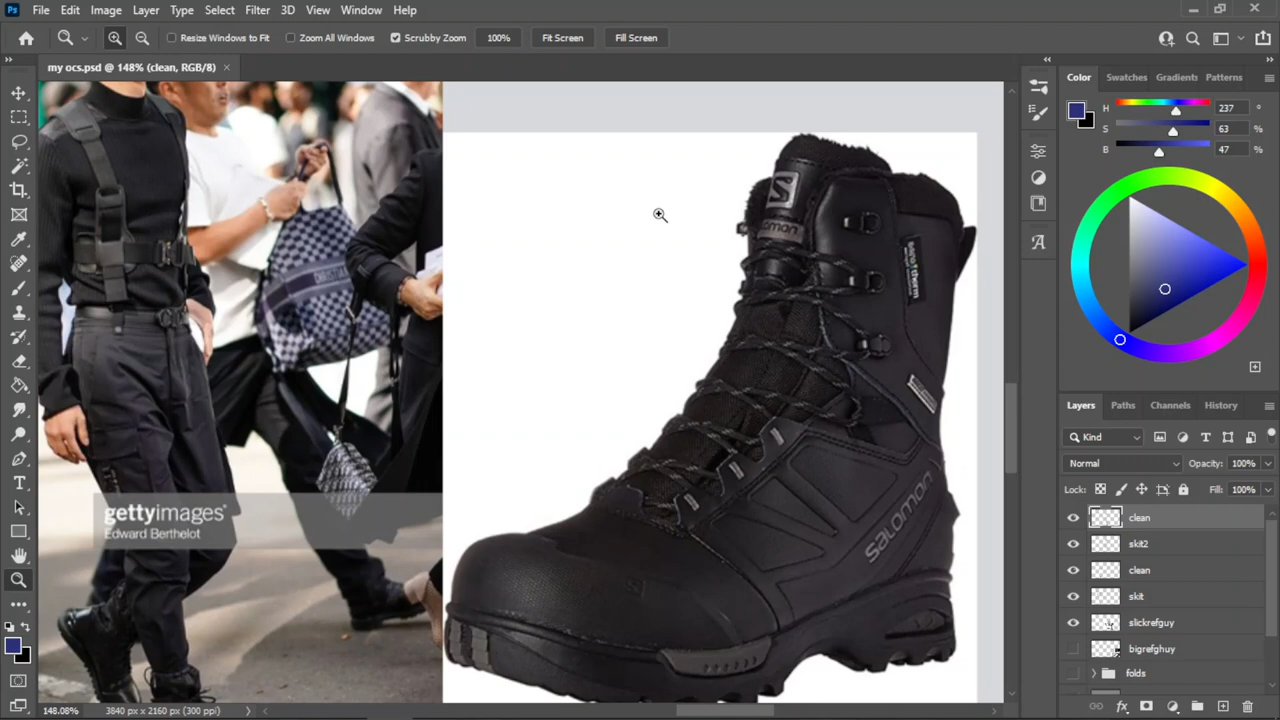 Ps File Edit Image Layer Type Select Filter 3D View Window Help
Resize Windows to Fit Zoom All Windows Scrubby Zoom 100% Fit Screen Fill Screen
my ocs.psd @ 148% (clean, RGB/8) ×
Color Swatches Gradients Patterns
H 237 °
S 63 %
B 47 %
S
salomon
gettyimages®
Edward Berthelot
Layers Paths Channels History
Kind
Normal Opacity: 100%
Lock: Fill: 100%
clean
skit2
clean
skit
slickrefguy
bigrefghuy
folds
148.08% 3840 px x 2160 px (300 ppi)